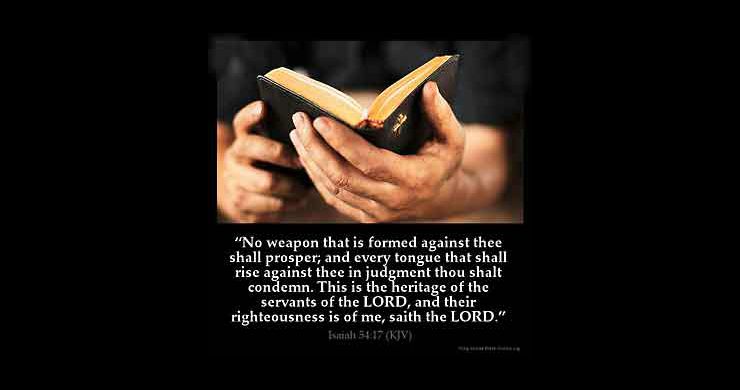 “No weapon that is formed against thee
shall prosper; and every tongue that shall
rise against thee in judgment thou shalt
condemn. This is the heritage of the
servants of the LORD, and their
righteousness is of me, saith the LORD.”
Isaiah 54:17 (KJV)